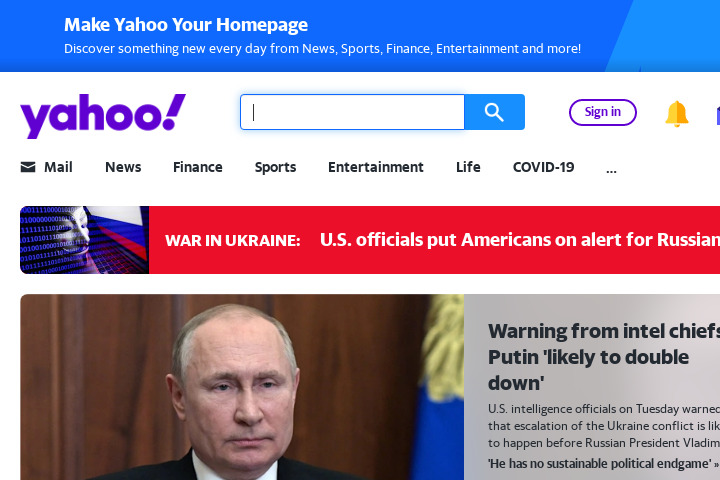 Make Yahoo Your Homepage
Discover something new every day from News, Sports, Finance, Entertainment and more!
yahoo!
Sign in
Mail News Finance Sports Entertainment Life COVID-19 ...
WAR IN UKRAINE: U.S. officials put Americans on alert for Russian
Warning from intel chiefs
Putin 'likely to double
down'
U.S. intelligence officials on Tuesday warned
that escalation of the Ukraine conflict is lik
to happen before Russian President Vladim
'He has no sustainable political endgame' »